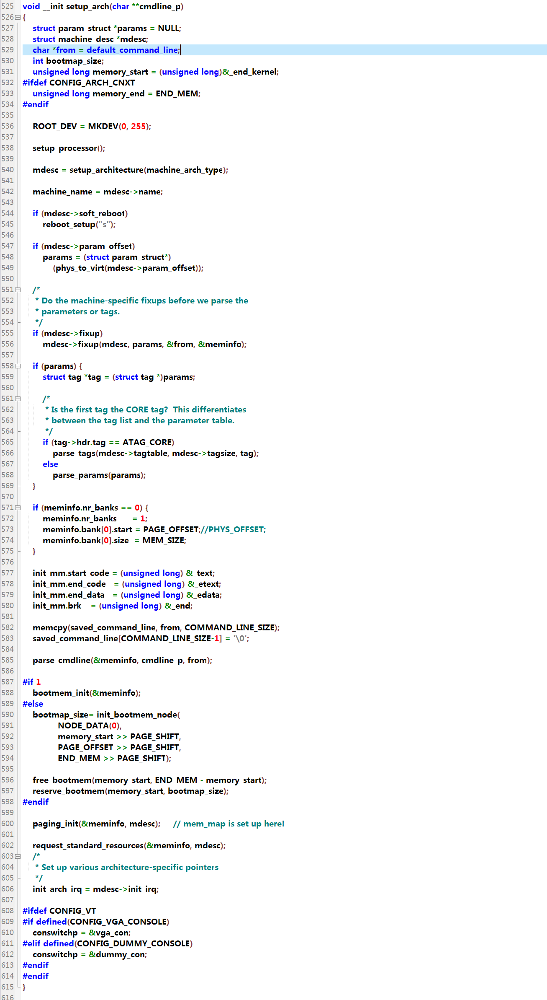 525 void __init setup_arch(char **cmdline_p)
526 {
527 struct param_struct *params = NULL;
528 struct machine_desc *mdesc;
529 char *from = default_command_line;
530 int bootmap_size;
531 unsigned long memory_start = (unsigned long)&_end_kernel;
532 #ifdef CONFIG_ARCH_CNXT
533 unsigned long memory_end = END_MEM;
534 #endif
535
536 ROOT_DEV = MKDEV(0, 255);
537
538 setup_processor();
539
540 mdesc = setup_architecture(machine_arch_type);
541
542 machine_name = mdesc->name;
543
544 if (mdesc->soft_reboot)
545 reboot_setup("s");
546
547 if (mdesc->param_offset)
548 params = (struct param_struct*)
549 (phys_to_virt(mdesc->param_offset));
550
551 /*
552 * Do the machine-specific fixups before we parse the
553 * parameters or tags.
554 */
555 if (mdesc->fixup)
556 mdesc->fixup(mdesc, params, &from, &meminfo);
557
558 if (params) {
559 struct tag *tag = (struct tag *)params;
560
561 /*
562 * Is the first tag the CORE tag?  This differentiates
563 * between the tag list and the parameter table.
564 */
565 if (tag->hdr.tag == ATAG_CORE)
566 parse_tags(mdesc->tagtable, mdesc->tagsize, tag);
567 else
568 parse_params(params);
569 }
570
571 if (meminfo.nr_banks == 0) {
572 meminfo.nr_banks      = 1;
573 meminfo.bank[0].start = PAGE_OFFSET;//PHYS_OFFSET;
574 meminfo.bank[0].size  = MEM_SIZE;
575 }
576
577 init_mm.start_code = (unsigned long) &_text;
578 init_mm.end_code   = (unsigned long) &_etext;
579 init_mm.end_data   = (unsigned long) &_edata;
580 init_mm.brk    = (unsigned long) &_end;
581
582 memcpy(saved_command_line, from, COMMAND_LINE_SIZE);
583 saved_command_line[COMMAND_LINE_SIZE-1] = '\0';
584
585 parse_cmdline(&meminfo, cmdline_p, from);
586
587 #if 1
588 bootmem_init(&meminfo);
589 #else
590 bootmap_size= init_bootmem_node(
591 NODE_DATA(0),
592 memory_start >> PAGE_SHIFT,
593 PAGE_OFFSET >> PAGE_SHIFT,
594 END_MEM >> PAGE_SHIFT);
595
596 free_bootmem(memory_start, END_MEM - memory_start);
597 reserve_bootmem(memory_start, bootmap_size);
598 #endif
599
600 paging_init(&meminfo, mdesc);     // mem_map is set up here!
601
602 request_standard_resources(&meminfo, mdesc);
603 /*
604 * Set up various architecture-specific pointers
605 */
606 init_arch_irq = mdesc->init_irq;
607
608 #ifdef CONFIG_VT
609 #if defined(CONFIG_VGA_CONSOLE)
610 conswitchp = &vga_con;
611 #elif defined(CONFIG_DUMMY_CONSOLE)
612 conswitchp = &dummy_con;
613 #endif
614 #endif
615 }
616